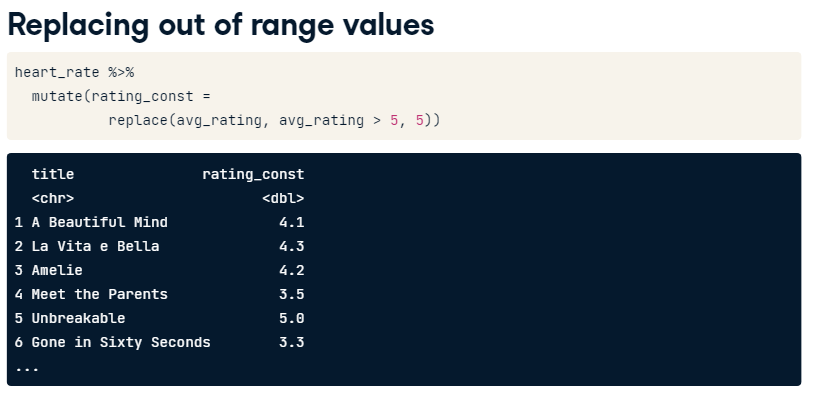 Replacing out of range values
heart_rate %>%
mutate(rating_const =
replace(avg_rating, avg_rating > 5, 5))
title rating_const
<chr> <dbl>
1 A Beautiful Mind 4.1
2 La Vita e Bella 4.3
3 Amelie 4.2
4 Meet the Parents 3.5
5 Unbreakable 5.0
6 Gone in Sixty Seconds 3.3
...